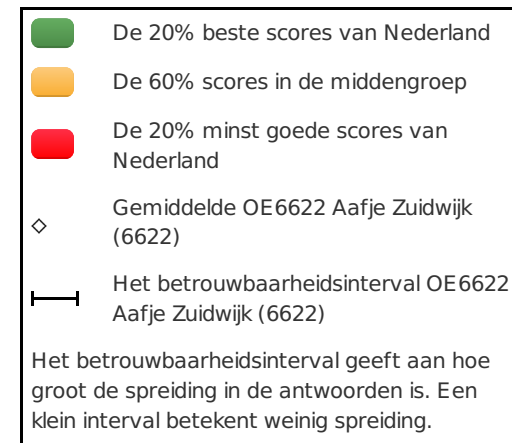 De 20% beste scores van Nederland
De 60% scores in de middengroep
De 20% minst goede scores van
Nederland
Gemiddelde OE6622 Aafje Zuidwijk
(6622)
Het betrouwbaarheidsinterval OE6622
Aafje Zuidwijk (6622)
Het betrouwbaarheidsinterval geeft aan hoe
groot de spreiding in de antwoorden is. Een
klein interval betekent weinig spreiding.